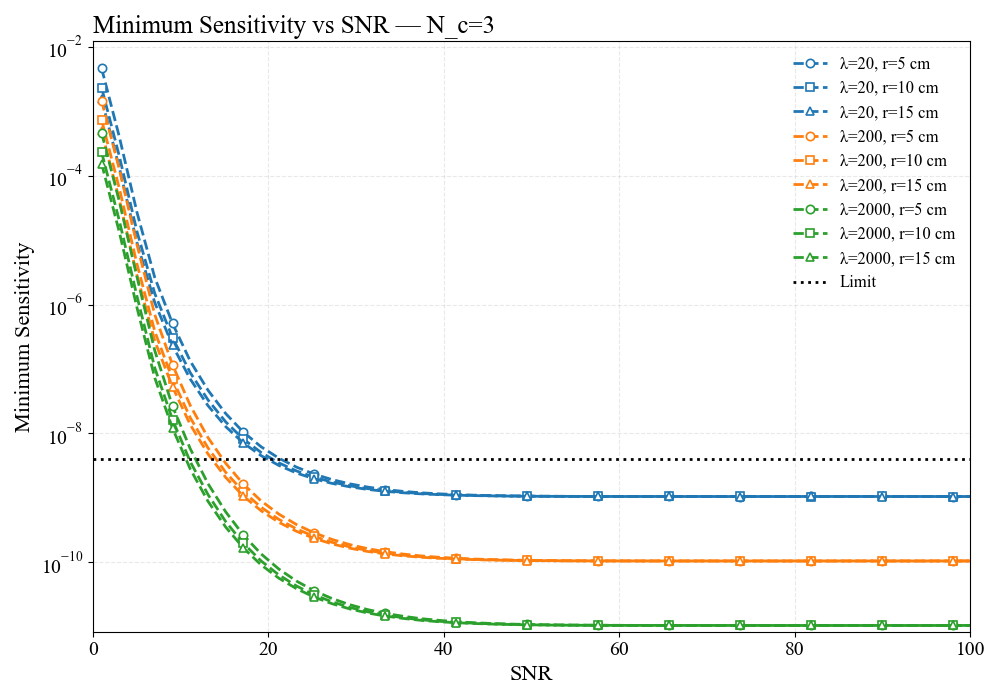 Minimum Sensitivity vs SNR — N_c=3
Minimum Sensitivity
10⁻²
10⁻⁴
10⁻⁶
10⁻⁸
10⁻¹⁰
λ=20, r=5 cm
λ=20, r=10 cm
λ=20, r=15 cm
λ=200, r=5 cm
λ=200, r=10 cm
λ=200, r=15 cm
λ=2000, r=5 cm
λ=2000, r=10 cm
λ=2000, r=15 cm
Limit
0 20 40 60 80 100
SNR